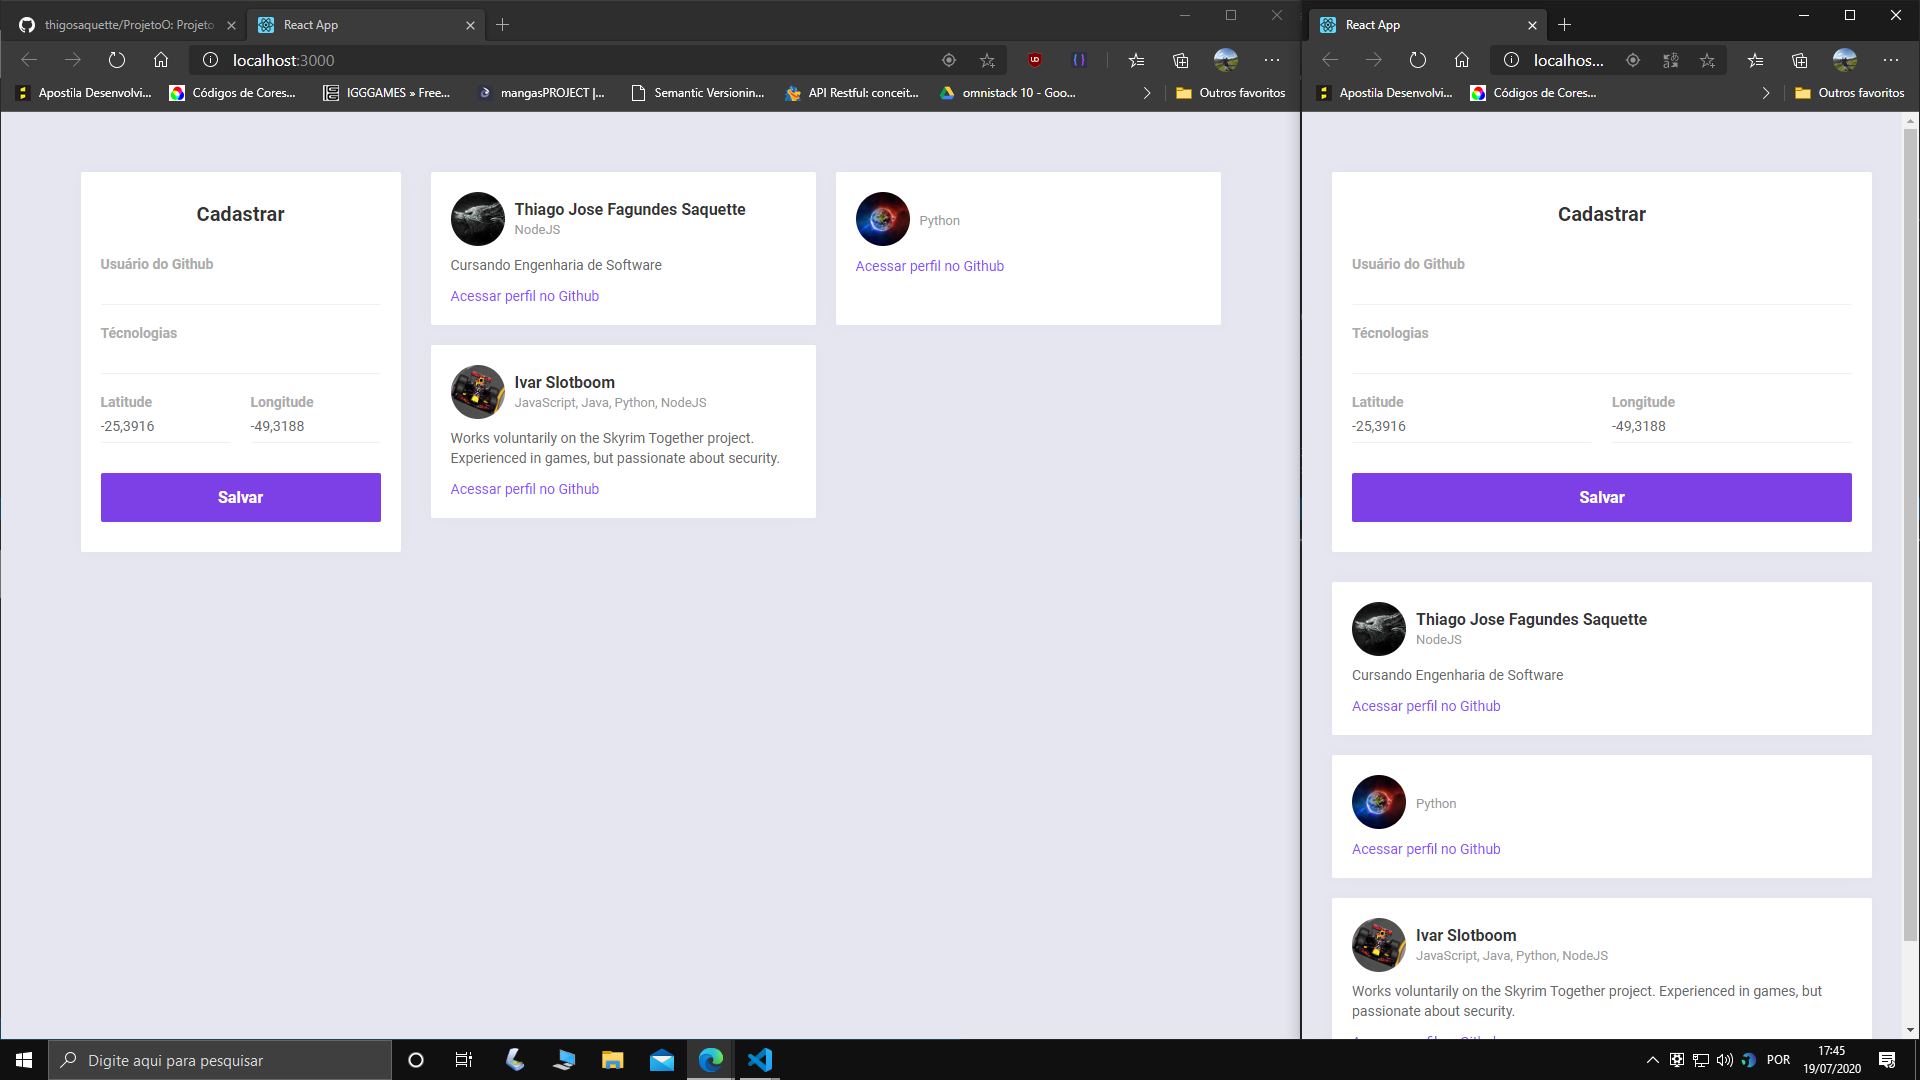 thigosaquette/ProjetoO: Projeto
React App
localhost:3000
Apostila Desenvolvi...
Códigos de Cores...
IGGGAMES » Free...
mangasPROJECT |...
Semantic Versionin...
API Restful: conceit...
omnistack 10 - Goo...
Outros favoritos
Cadastrar
Usuário do Github
Técnologias
Latitude
Longitude
-25,3916
-49,3188
Salvar
Thiago Jose Fagundes Saquette
NodeJS
Cursando Engenharia de Software
Acessar perfil no Github
Python
Acessar perfil no Github
Ivar Slotboom
JavaScript, Java, Python, NodeJS
Works voluntarily on the Skyrim Together project.
Experienced in games, but passionate about security.
Acessar perfil no Github
React App
localhos...
Apostila Desenvolvi...
Códigos de Cores...
Outros favoritos
Cadastrar
Usuário do Github
Técnologias
Latitude
Longitude
-25,3916
-49,3188
Salvar
Thiago Jose Fagundes Saquette
NodeJS
Cursando Engenharia de Software
Acessar perfil no Github
Python
Acessar perfil no Github
Ivar Slotboom
JavaScript, Java, Python, NodeJS
Works voluntarily on the Skyrim Together project. Experienced in games, but
passionate about security.
Digite aqui para pesquisar
POR
17:45
19/07/2020